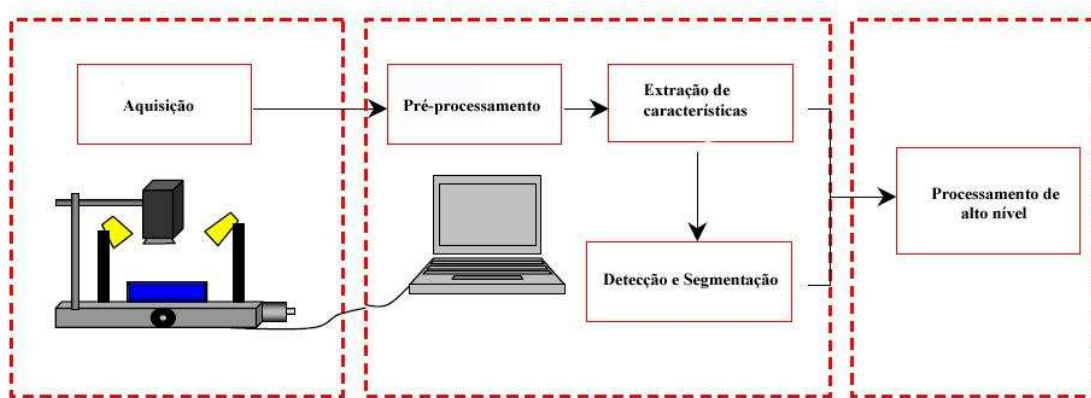 Aquisição
Pré-processamento
Extração de
características
Detecção e Segmentação
Processamento de
alto nível